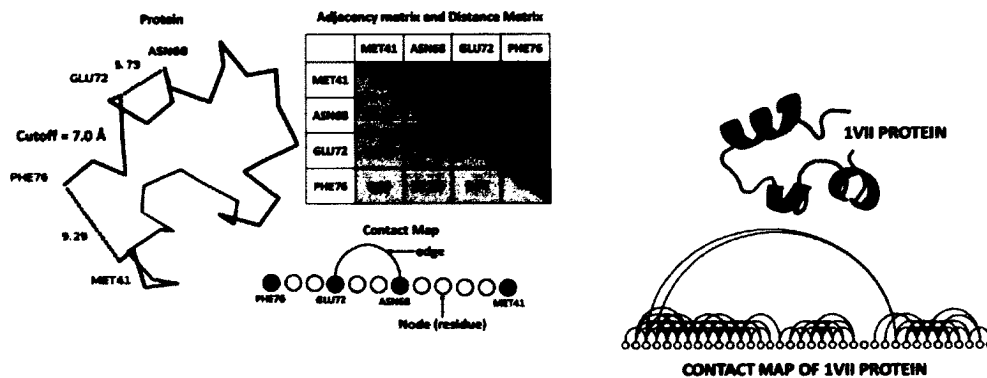 Protein
ASN68
5.73
GLU72
Cutoff = 7.0 Å
PHE76
9.29
MET41
Adjacency matrix and Distance Matrix
MET41 ASN68 GLU72 PHE76
MET41
ASN68
GLU72
PHE76
Contact Map
edge
PHE76 GLU72 ASN68 MET41
Node (residue)
1VII PROTEIN
CONTACT MAP OF 1VII PROTEIN